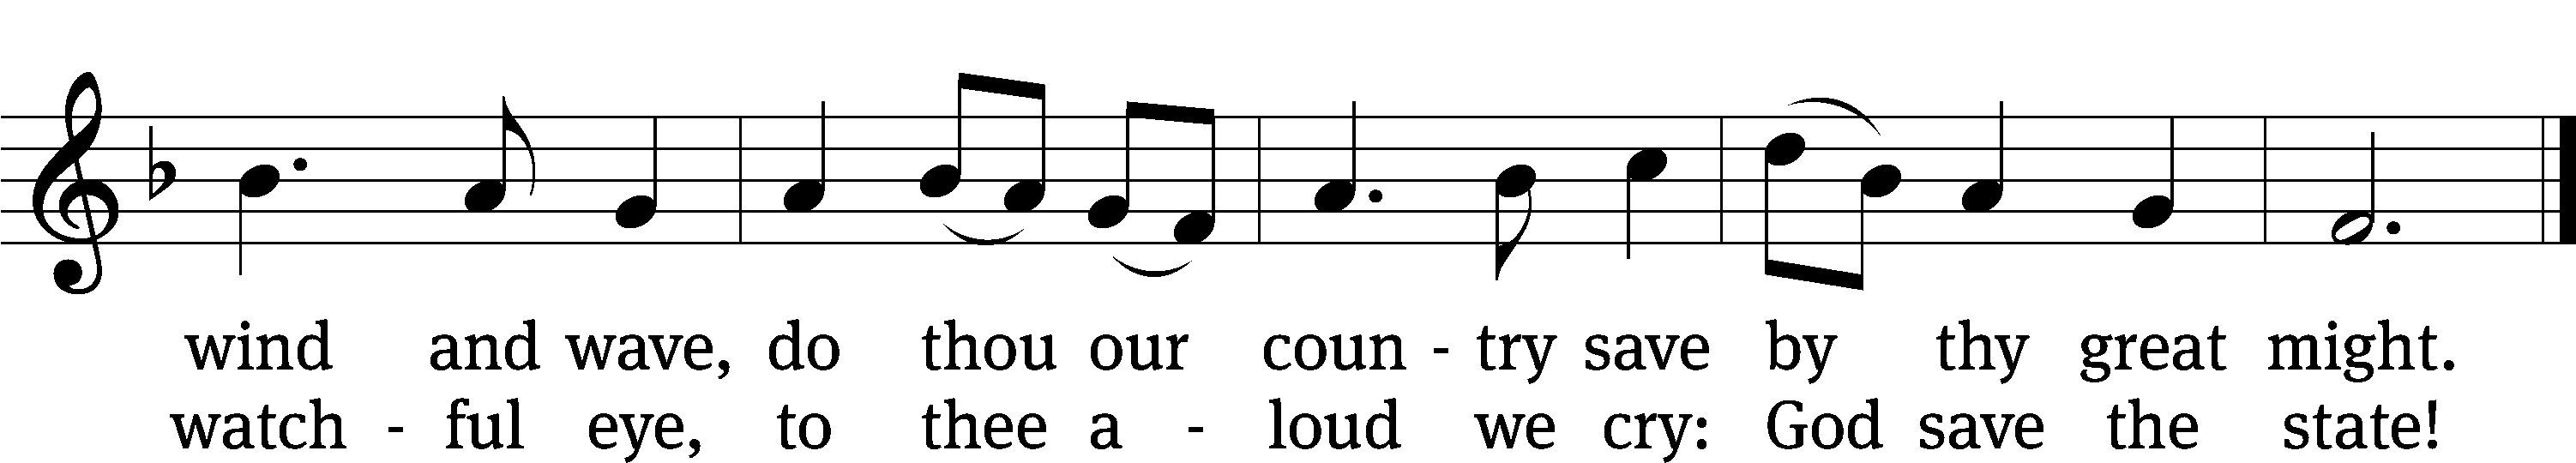 wind and wave, do thou our coun - try save by thy great might.
watch - ful eye, to thee a - loud we cry: God save the state!